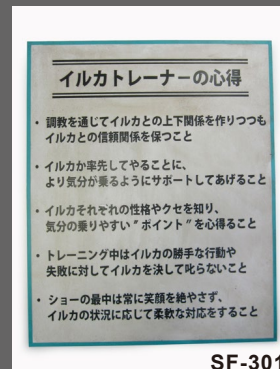 イルカトレーナーの心得
・調教を通じてイルカとの上下関係を作りつつも
イルカとの信頼関係を保つこと
・イルカが率先してやることに、
より気分が乗るようにサポートしてあげること
・イルカそれぞれの性格やクセを知り、
気分の乗りやすい”ポイント”を心得ること
・トレーニング中はイルカの勝手な行動や
失敗に対してイルカを決して叱らないこと
・ショーの最中は常に笑顔を絶やさず、
イルカの状況に応じて柔軟な対応をすること
SF-301